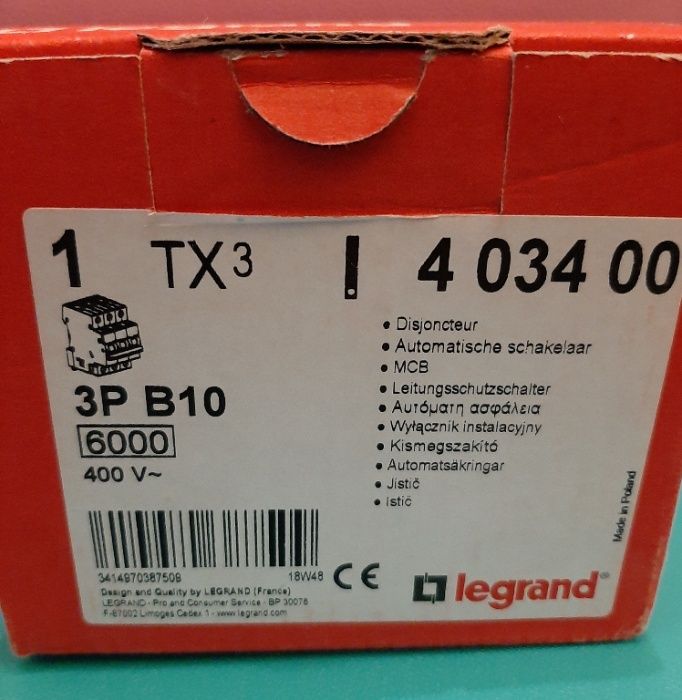 1 TX³ 4 034 00
3P B10
6000
400 V~
• Disjoncteur
• Automatische schakelaar
• MCB
• Leitungsschutzschalter
• Αυτόματη ασφάλεια
• Wyłącznik instalacyjny
• Kismegszakító
• Automatsäkringar
• Jistič
• Istič
Made in Poland
3414970387509 18W48
CE
legrand®
Design and Quality by LEGRAND (France)
LEGRAND - Pro and Consumer Service - BP 30076
F-87002 Limoges Cedex 1 - www.legrand.com